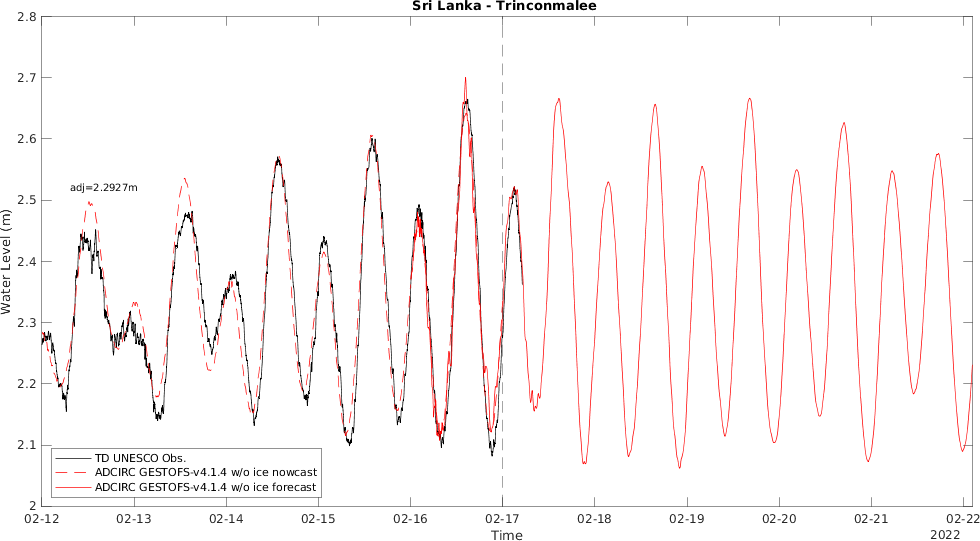 Sri Lanka - Trinconmalee
2.8
2.7
2.6
2.5
2.4
2.3
2.2
2.1
2
Water Level (m)
adj=2.2927m
TD UNESCO Obs.
ADCIRC GESTOFS-v4.1.4 w/o ice nowcast
ADCIRC GESTOFS-v4.1.4 w/o ice forecast
02-12 02-13 02-14 02-15 02-16 02-17 02-18 02-19 02-20 02-21 02-22
Time
2022